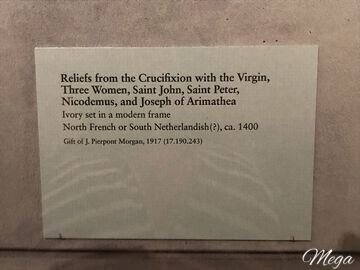 Reliefs from the Crucifixion with the Virgin,
Three Women, Saint John, Saint Peter,
Nicodemus, and Joseph of Arimathea
Ivory set in a modern frame
North French or South Netherlandish(?), ca. 1400
Gift of J. Pierpont Morgan, 1917 (17.190.243)
Mega